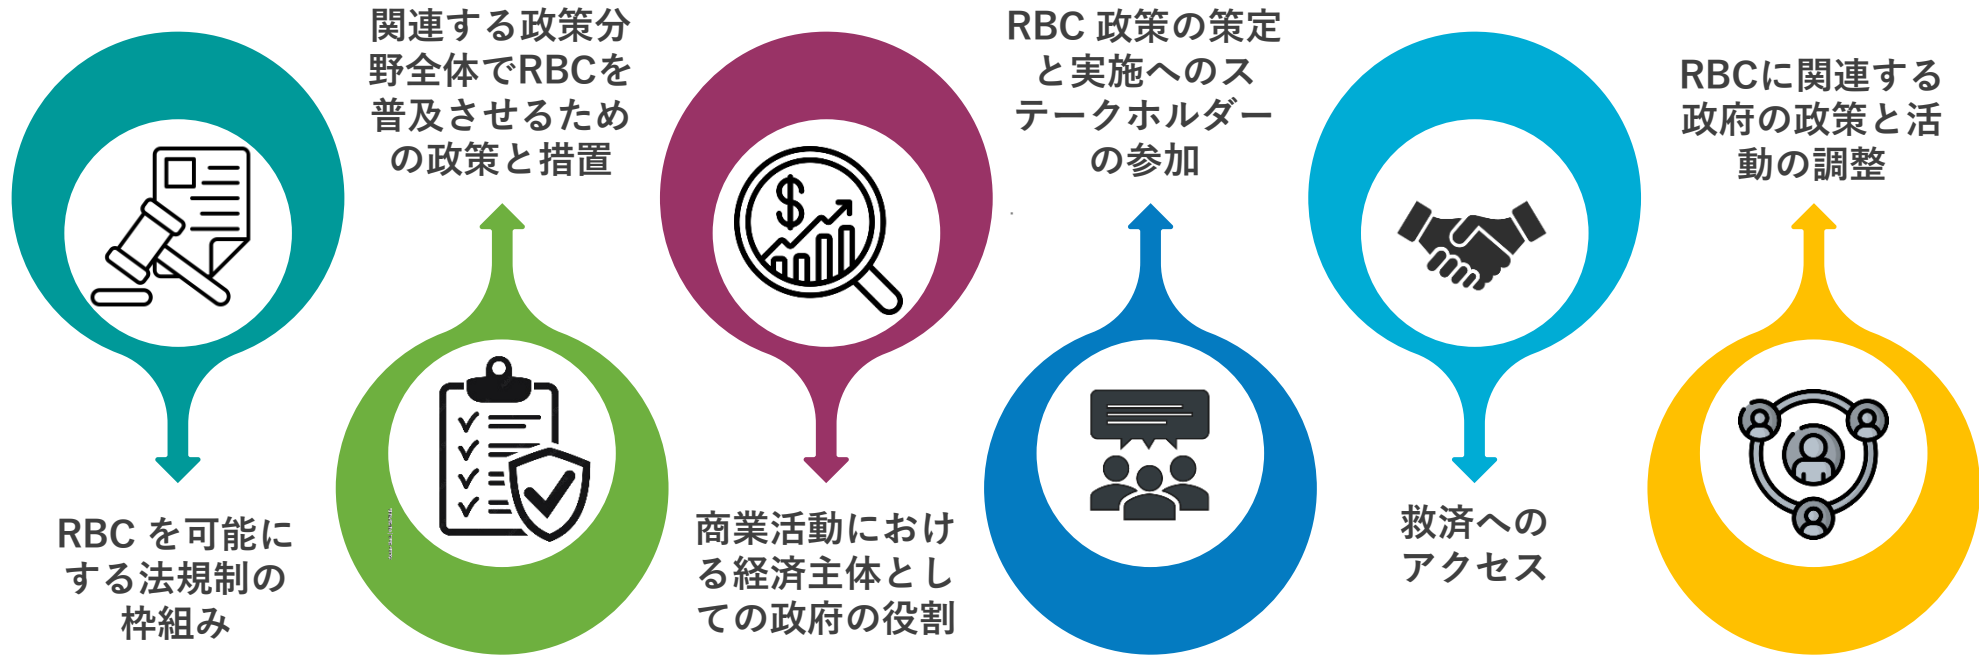 RBC を可能に
する法規制の
枠組み
関連する政策分
野全体でRBCを
普及させるため
の政策と措置
商業活動におけ
る経済主体とし
ての政府の役割
RBC 政策の策定
と実施へのス
テークホルダー
の参加
救済への
アクセス
RBCに関連する
政府の政策と活
動の調整